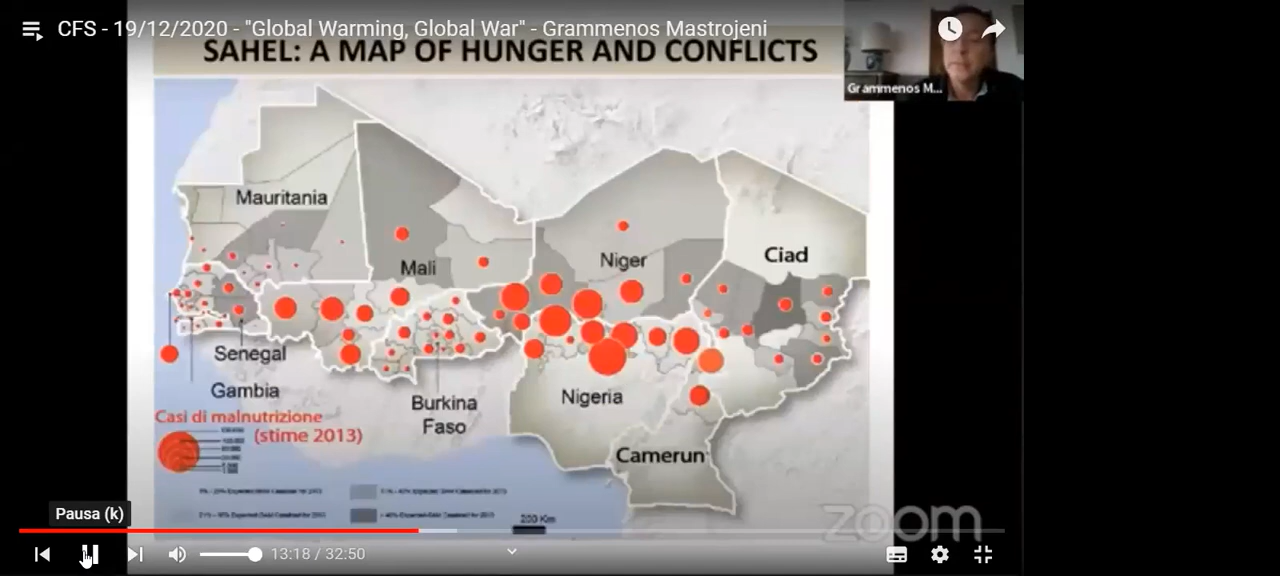 CFS - 19/12/2020 - "Global Warming, Global War" - Grammenos Mastrojeni
SAHEL: A MAP OF HUNGER AND CONFLICTS
Grammenos M...
Mauritania
Mali
Niger
Ciad
Senegal
Gambia
Burkina
Faso
Nigeria
Camerun
Casi di malnutrizione
(stime 2013)
200 Km
zoom
Pausa (k)
13:18 / 32:50